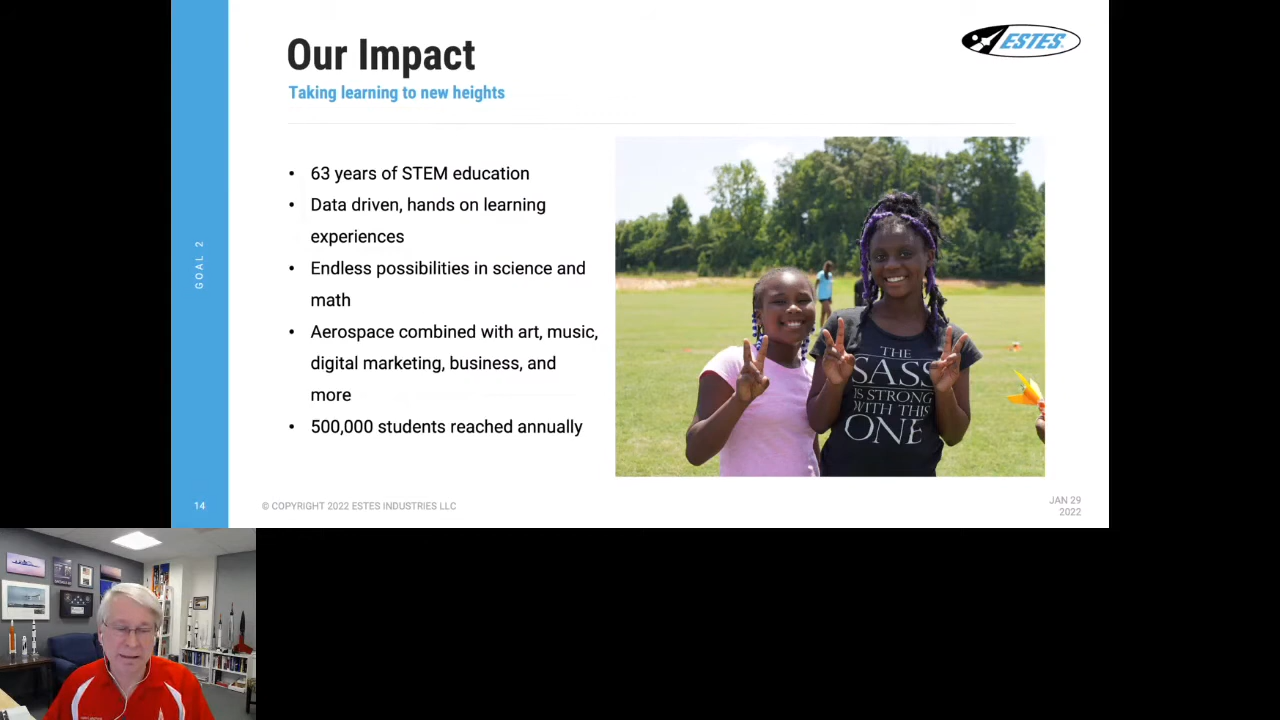 Our Impact
Taking learning to new heights
ESTES
GOAL 2
• 63 years of STEM education
• Data driven, hands on learning
experiences
• Endless possibilities in science and
math
• Aerospace combined with art, music,
digital marketing, business, and
more
• 500,000 students reached annually
THE
SASS
IS STRONG
WITH THIS
ONE
14
© COPYRIGHT 2022 ESTES INDUSTRIES LLC
JAN 29
2022